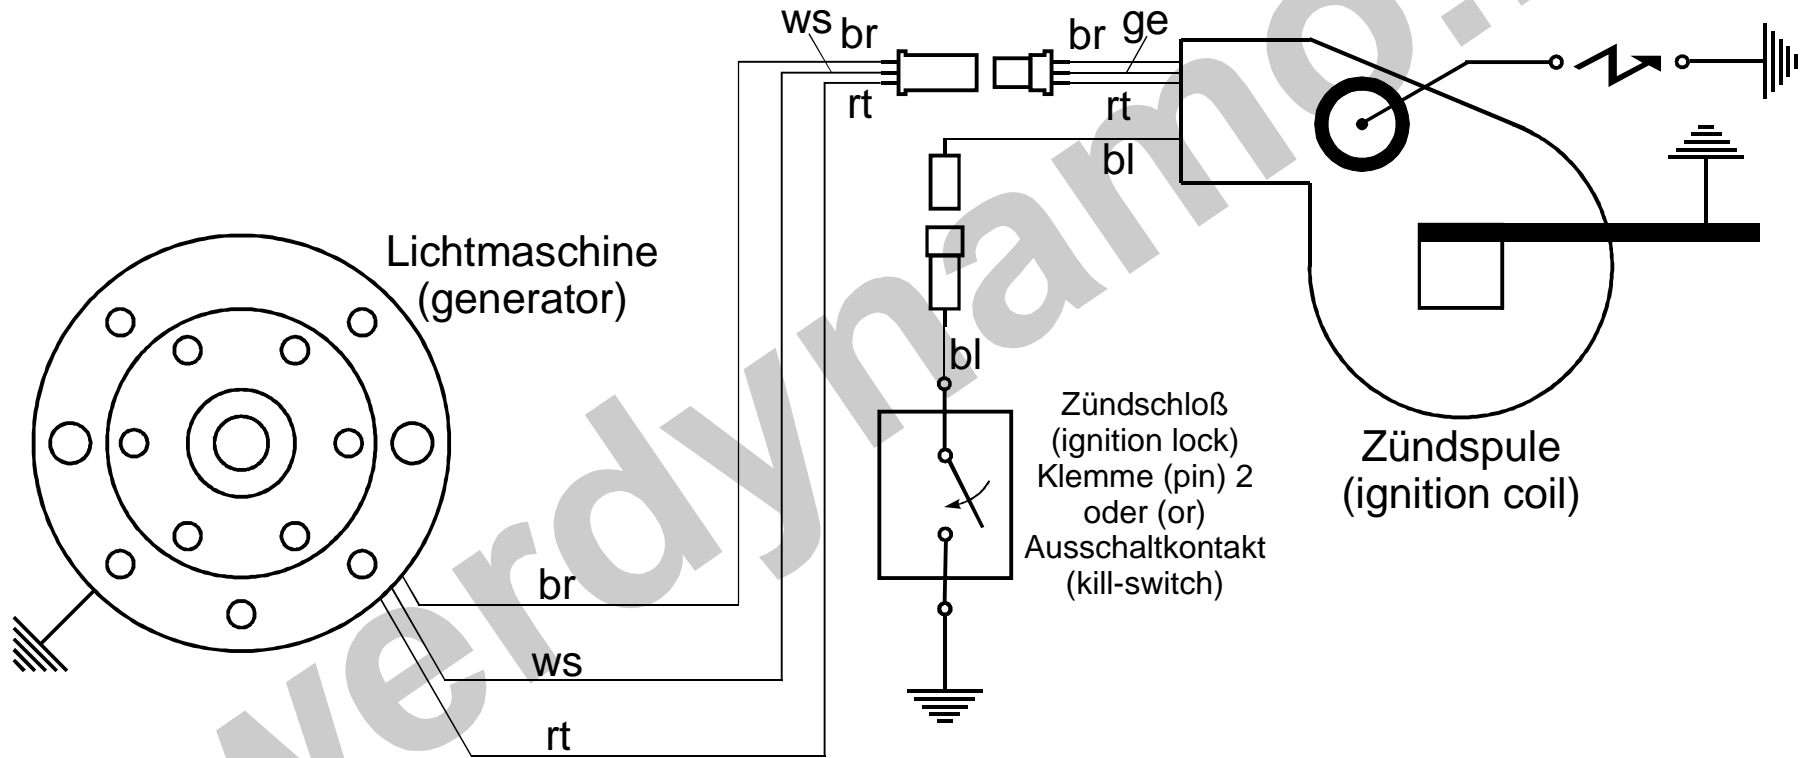 ws br
br ge
rt
rt
bl
Lichtmaschine
(generator)
bl
Zündschloß
(ignition lock)
Klemme (pin) 2
oder (or)
Ausschaltkontakt
(kill-switch)
Zündspule
(ignition coil)
br
ws
rt
werdynamo.